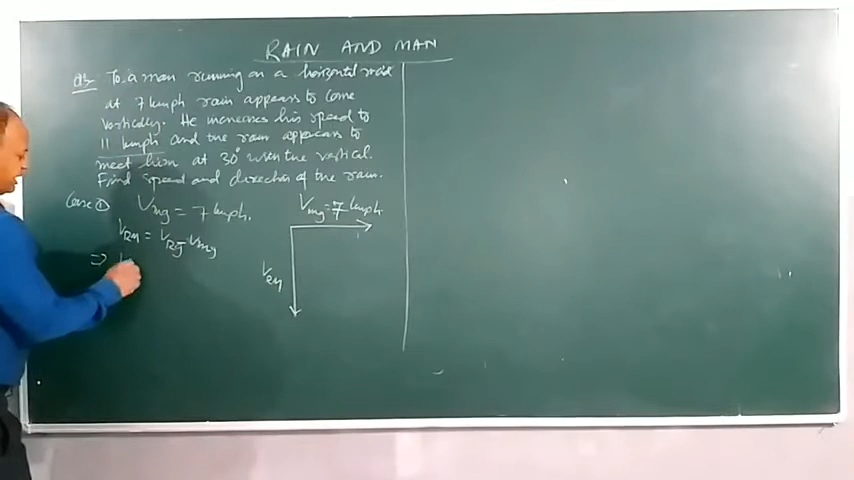 RAIN AND MAN
Q1> To a man running on a horizontal road
at 7 kmph rain appears to come
vertically. He increases his speed to
11 kmph and the rain appears to
meet him at 30° with the vertical.
Find speed and direction of the rain.
Case ①
Vmg = 7 kmph.
VRM = VRg - Vmg
⇒
Vmg = 7 kmph.
VRM